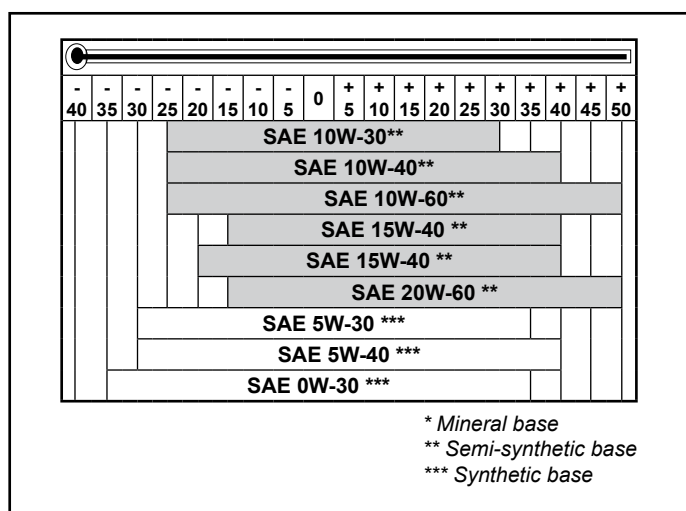 - - - - - - - - 0 + + + + + + + + + +
40 35 30 25 20 15 10 5 5 10 15 20 25 30 35 40 45 50
SAE 10W-30**
SAE 10W-40**
SAE 10W-60**
SAE 15W-40 **
SAE 15W-40 **
SAE 20W-60 **
SAE 5W-30 ***
SAE 5W-40 ***
SAE 0W-30 ***
* Mineral base
** Semi-synthetic base
*** Synthetic base